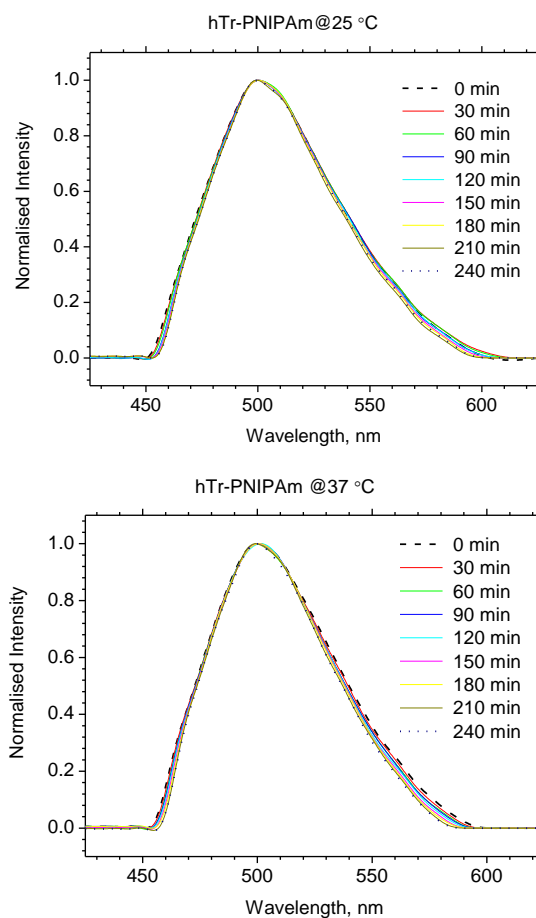 hTr-PNIPAm@25 °C
Normalised Intensity
1.0
0.8
0.6
0.4
0.2
0.0
0 min
30 min
60 min
90 min
120 min
150 min
180 min
210 min
240 min
450 500 550 600
Wavelength, nm
hTr-PNIPAm @37 °C
Normalised Intensity
1.0
0.8
0.6
0.4
0.2
0.0
0 min
30 min
60 min
90 min
120 min
150 min
180 min
210 min
240 min
450 500 550 600
Wavelength, nm